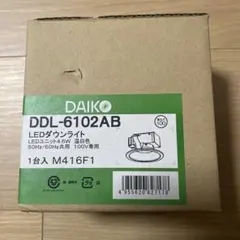 DAIKO
DDL-6102AB
LEDダウンライト
LEDユニット4.6W 温白色
50Hz/60Hz共用 100V専用
1台入 M416F1